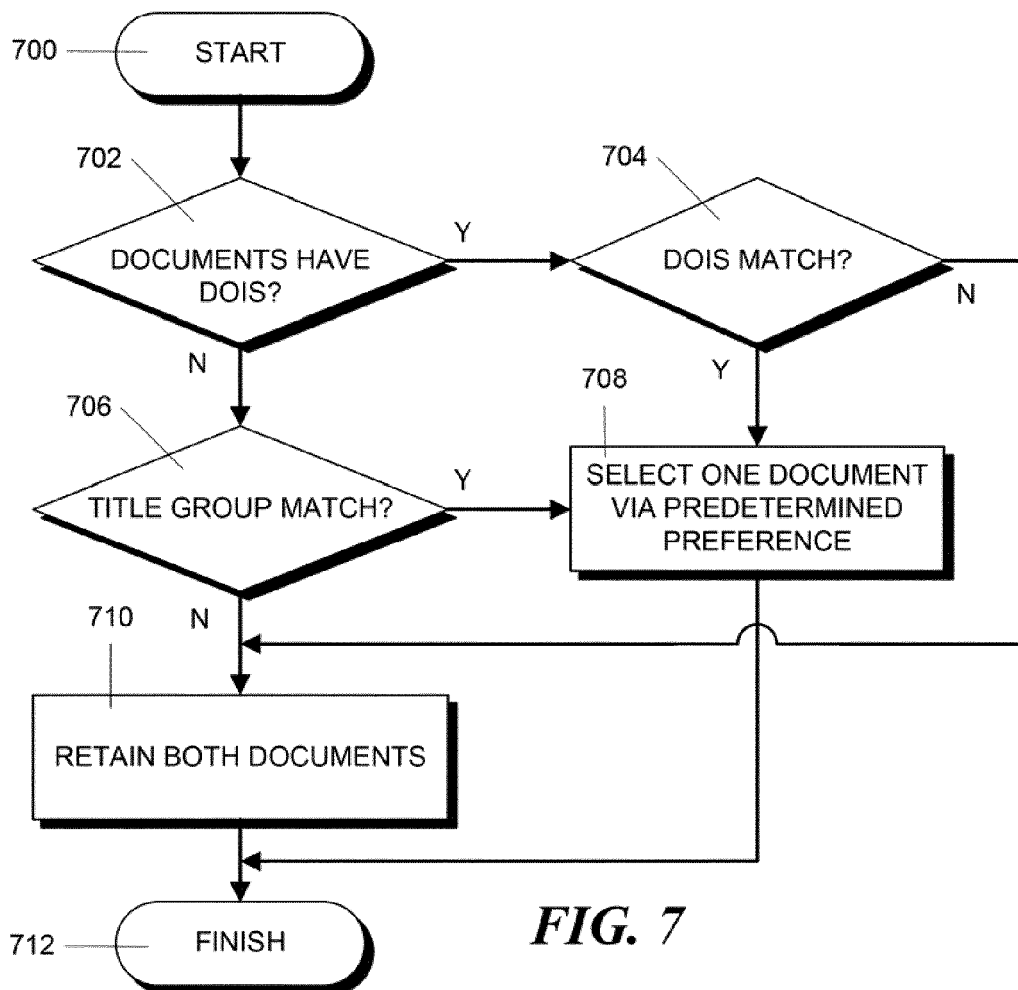 700
START
702
704
DOCUMENTS HAVE
DOIS?
Y
DOIS MATCH?
N
N
Y
706
708
TITLE GROUP MATCH?
Y
SELECT ONE DOCUMENT
VIA PREDETERMINED
PREFERENCE
N
710
RETAIN BOTH DOCUMENTS
712
FINISH
FIG. 7